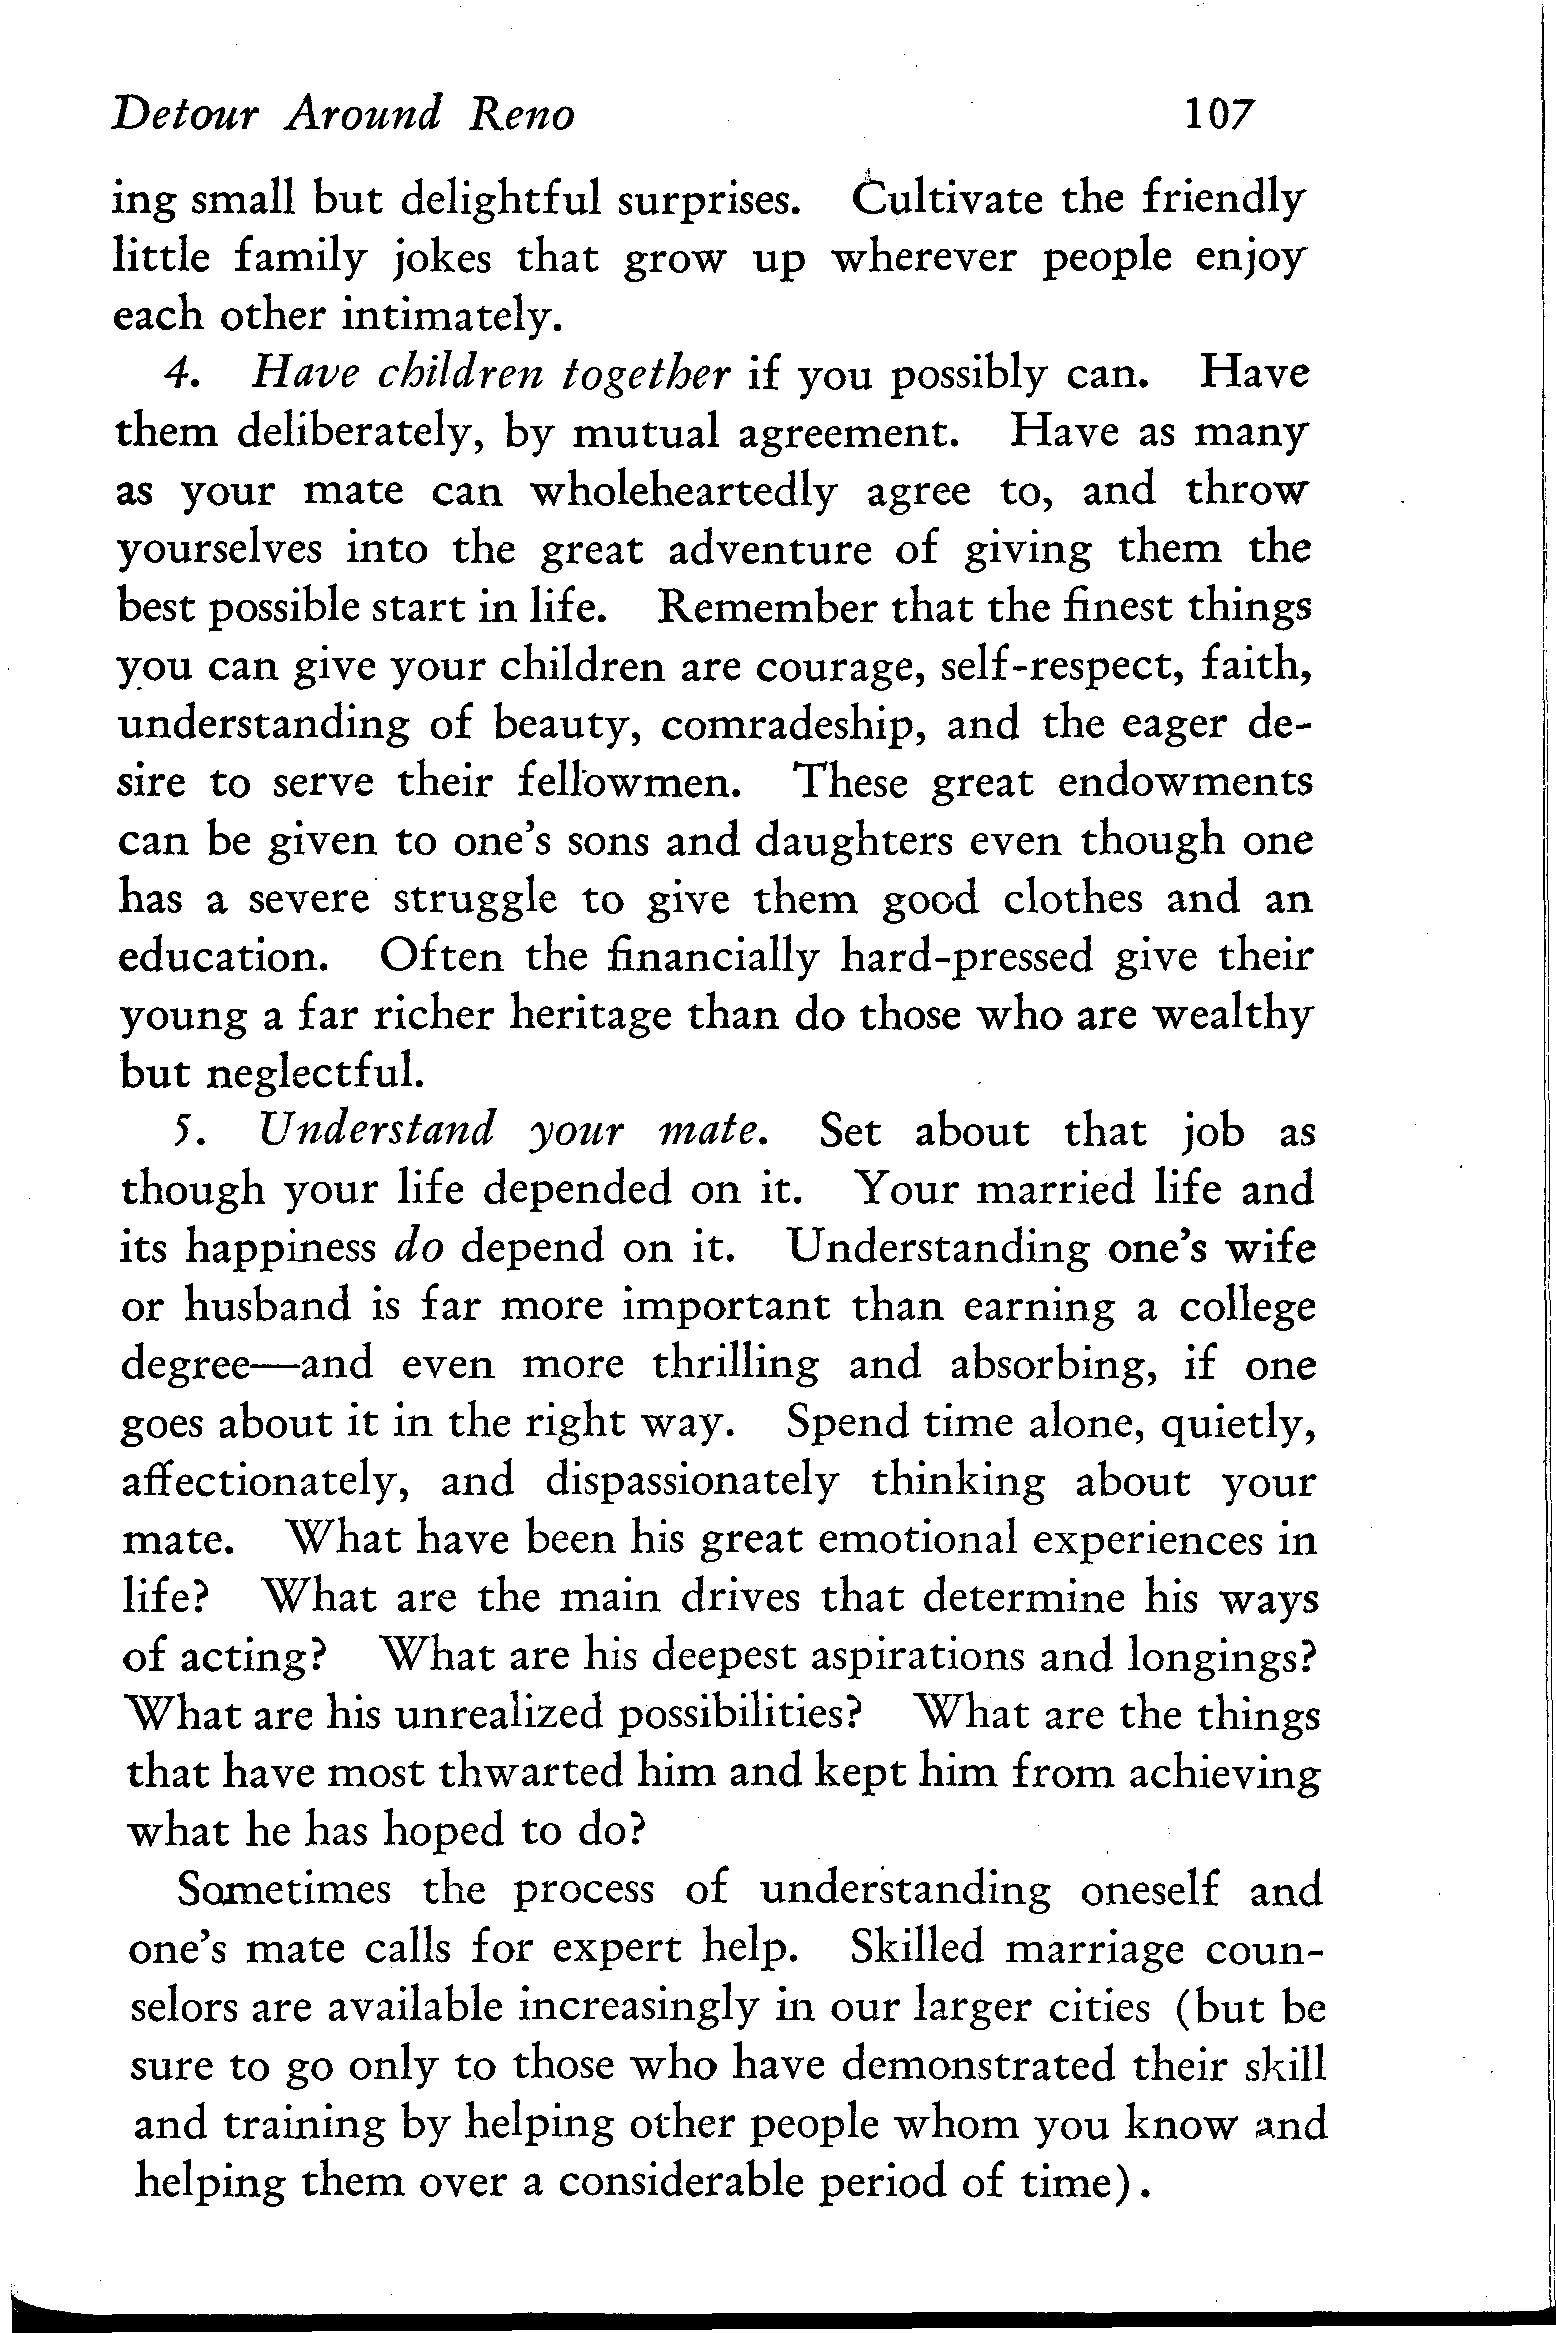 Detour Around Reno 107
ing small but delightful surprises. Cultivate the friendly
little family jokes that grow up wherever people enjoy
each other intimately.
4. Have children together if you possibly can. Have
them deliberately, by mutual agreement. Have as many
as your mate can wholeheartedly agree to, and throw
yourselves into the great adventure of giving them the
best possible start in life. Remember that the finest things
you can give your children are courage, self-respect, faith,
understanding of beauty, comradeship, and the eager de-
sire to serve their fellowmen. These great endowments
can be given to one's sons and daughters even though one
has a severe struggle to give them good clothes and an
education. Often the financially hard-pressed give their
young a far richer heritage than do those who are wealthy
but neglectful.
5. Understand your mate. Set about that job as
though your life depended on it. Your married life and
its happiness do depend on it. Understanding one's wife
or husband is far more important than earning a college
degree—and even more thrilling and absorbing, if one
goes about it in the right way. Spend time alone, quietly,
affectionately, and dispassionately thinking about your
mate. What have been his great emotional experiences in
life? What are the main drives that determine his ways
of acting? What are his deepest aspirations and longings?
What are his unrealized possibilities? What are the things
that have most thwarted him and kept him from achieving
what he has hoped to do?
Sometimes the process of understanding oneself and
one's mate calls for expert help. Skilled marriage coun-
selors are available increasingly in our larger cities (but be
sure to go only to those who have demonstrated their skill
and training by helping other people whom you know and
helping them over a considerable period of time).